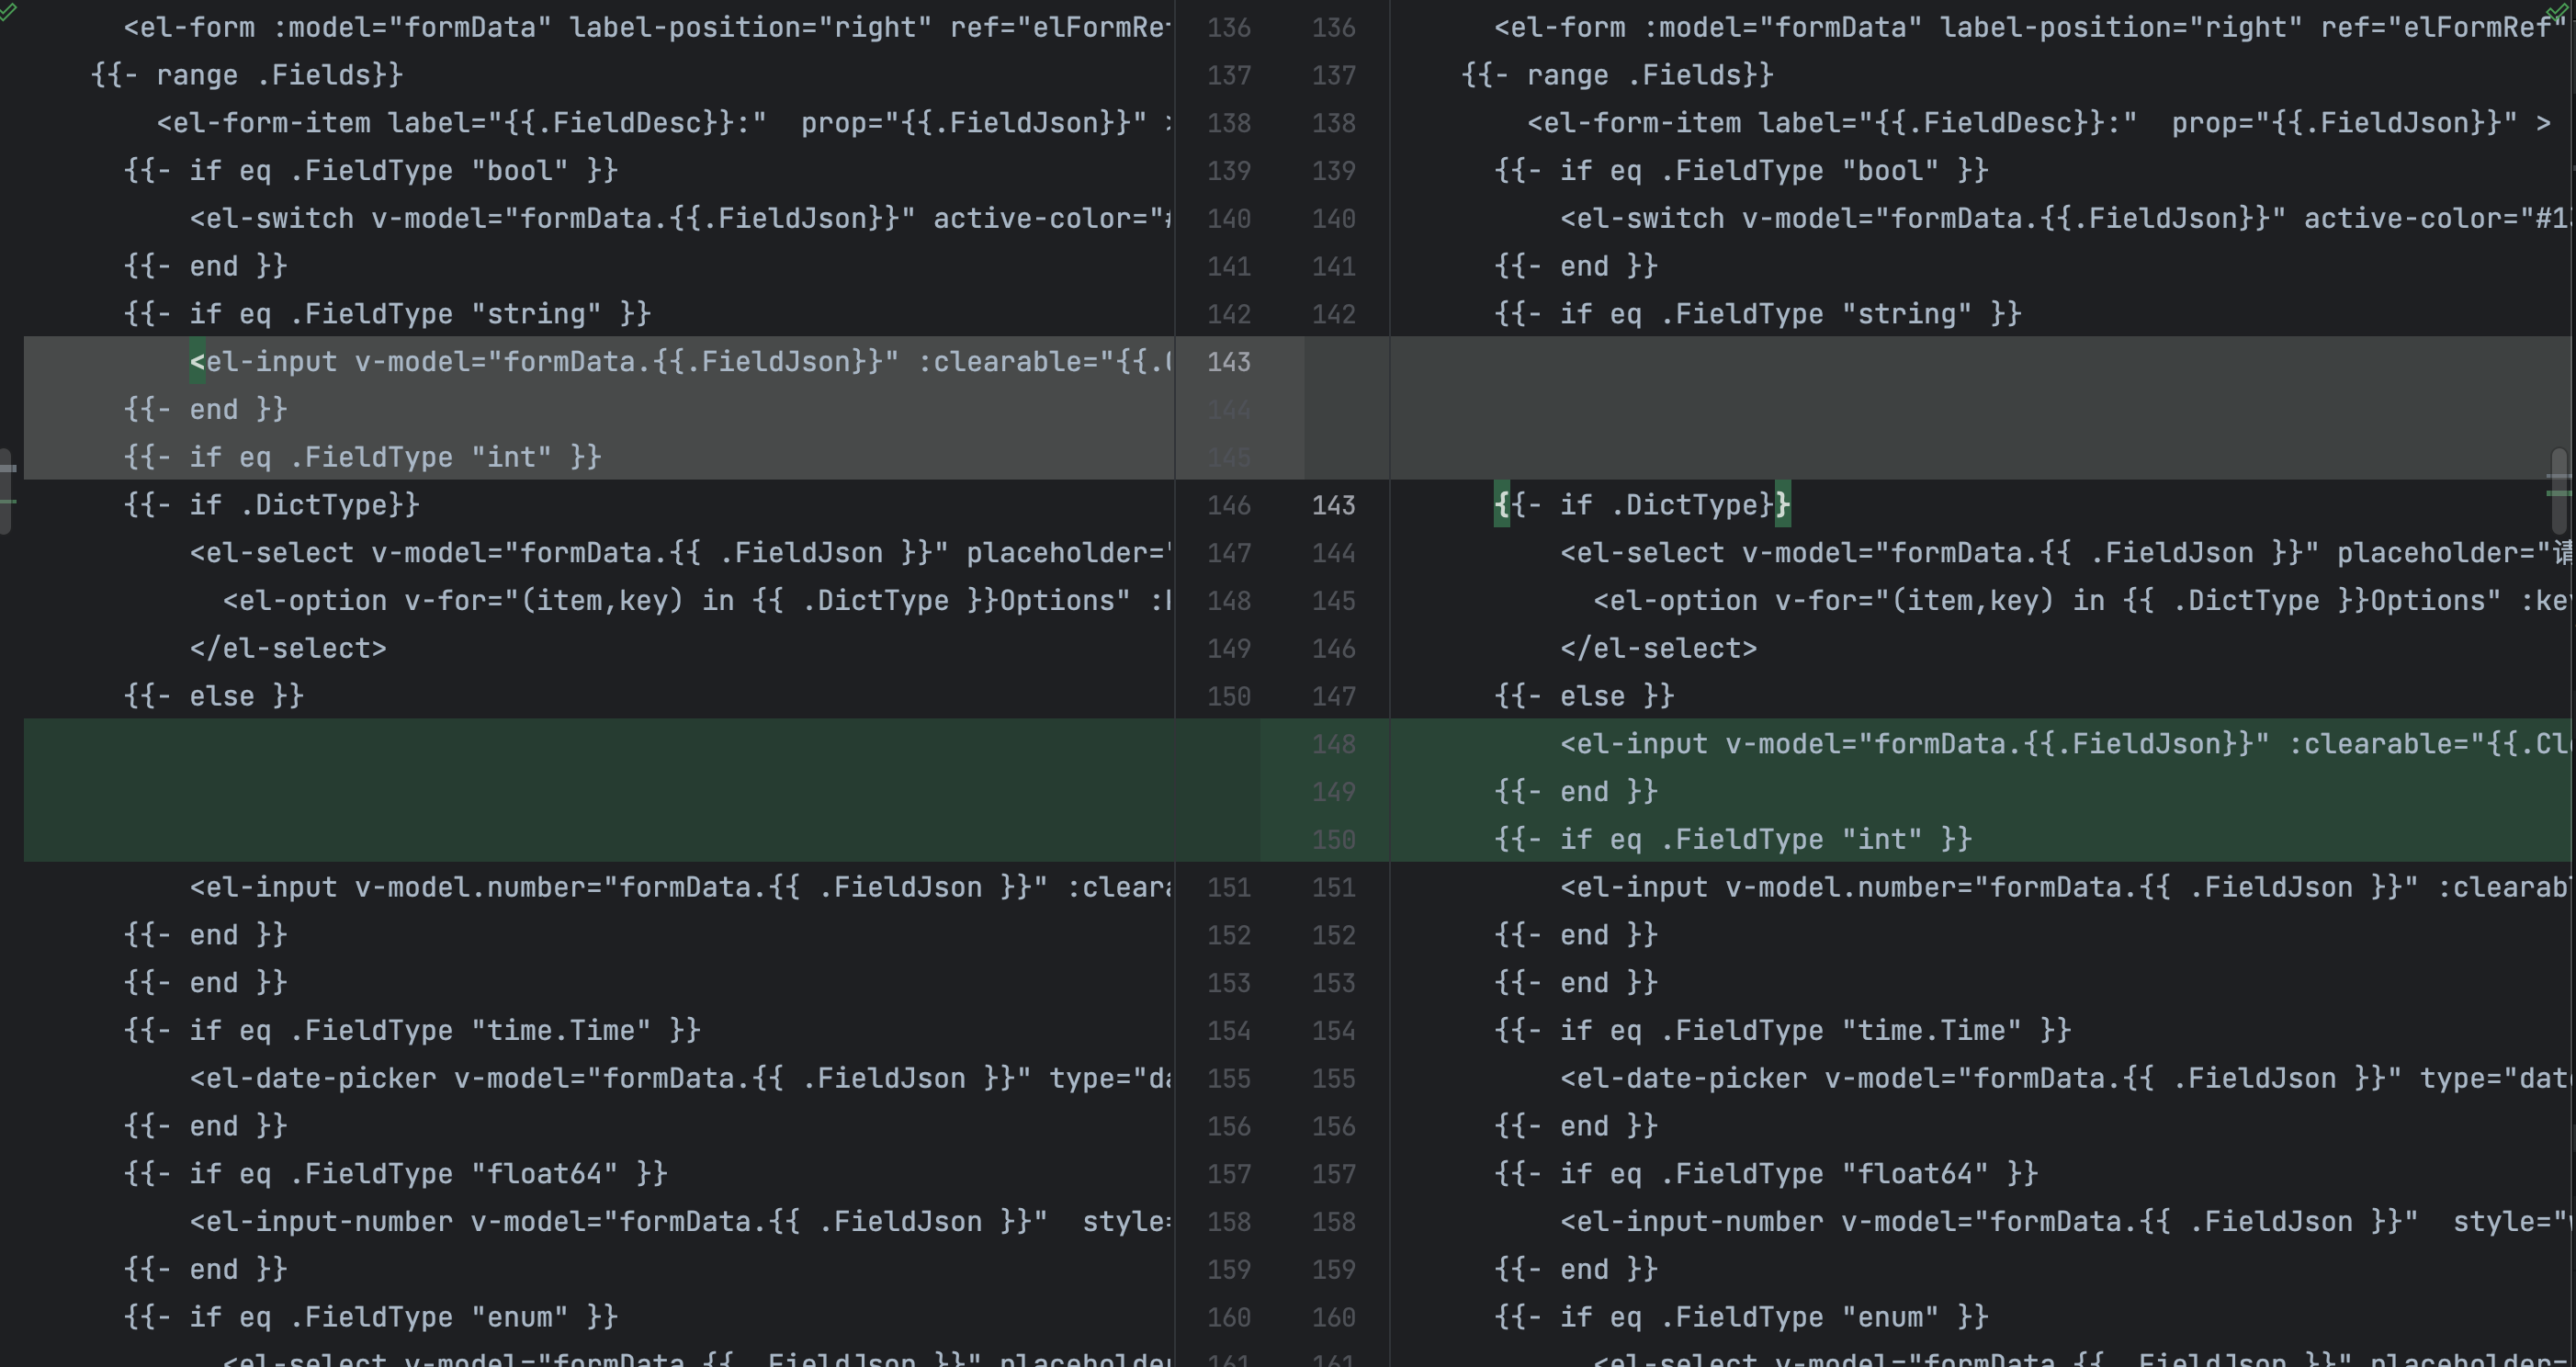 <el-form :model="formData" label-position="right" ref="elFormRe
{{- range .Fields}}
<el-form-item label="{{.FieldDesc}}:"  prop="{{.FieldJson}}" >
{{- if eq .FieldType "bool" }}
<el-switch v-model="formData.{{.FieldJson}}" active-color="#
{{- end }}
{{- if eq .FieldType "string" }}
<el-input v-model="formData.{{.FieldJson}}" :clearable="{{.
{{- end }}
{{- if eq .FieldType "int" }}
{{- if .DictType}}
<el-select v-model="formData.{{ .FieldJson }}" placeholder="
<el-option v-for="(item,key) in {{ .DictType }}Options" :
</el-select>
{{- else }}
<el-input v-model.number="formData.{{ .FieldJson }}" :clear
{{- end }}
{{- end }}
{{- if eq .FieldType "time.Time" }}
<el-date-picker v-model="formData.{{ .FieldJson }}" type="d
{{- end }}
{{- if eq .FieldType "float64" }}
<el-input-number v-model="formData.{{ .FieldJson }}"  style=
{{- end }}
{{- if eq .FieldType "enum" }}
<el-select v-model="formData.{{ .FieldJson }}" placeholder
136 136
137 137
138 138
139 139
140 140
141 141
142 142
143
144
145
146 143
147 144
148 145
149 146
150 147
148
149
150
151 151
152 152
153 153
154 154
155 155
156 156
157 157
158 158
159 159
160 160
161 161
<el-form :model="formData" label-position="right" ref="elFormRef"
{{- range .Fields}}
<el-form-item label="{{.FieldDesc}}:"  prop="{{.FieldJson}}" >
{{- if eq .FieldType "bool" }}
<el-switch v-model="formData.{{.FieldJson}}" active-color="#1
{{- end }}
{{- if eq .FieldType "string" }}
{{- if .DictType}}
<el-select v-model="formData.{{ .FieldJson }}" placeholder="请
<el-option v-for="(item,key) in {{ .DictType }}Options" :ke
</el-select>
{{- else }}
<el-input v-model="formData.{{.FieldJson}}" :clearable="{{.Cl
{{- end }}
{{- if eq .FieldType "int" }}
<el-input v-model.number="formData.{{ .FieldJson }}" :clearab
{{- end }}
{{- end }}
{{- if eq .FieldType "time.Time" }}
<el-date-picker v-model="formData.{{ .FieldJson }}" type="dat
{{- end }}
{{- if eq .FieldType "float64" }}
<el-input-number v-model="formData.{{ .FieldJson }}"  style="
{{- end }}
{{- if eq .FieldType "enum" }}
<el-select v-model="formData.{{ .FieldJson }}" placeholder